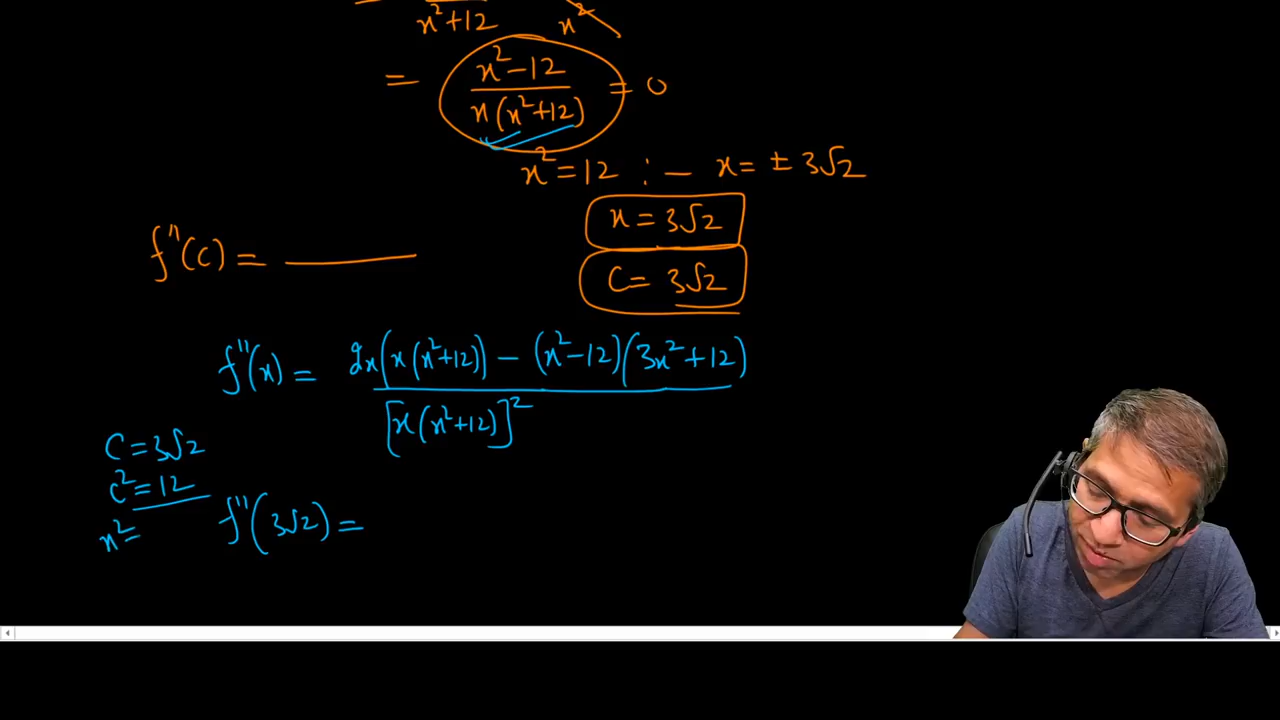 x²+12 x²
= x²-12 / x(x²+12) = 0
x²=12 :- x= ± 3√2
x = 3√2
f"(c) = ______ C= 3√2
f"(x) = 2x(x(x²+12)) - (x²-12)(3x²+12) / [x(x²+12)]²
C=3√2
c²=12
x²= f"(3√2) =